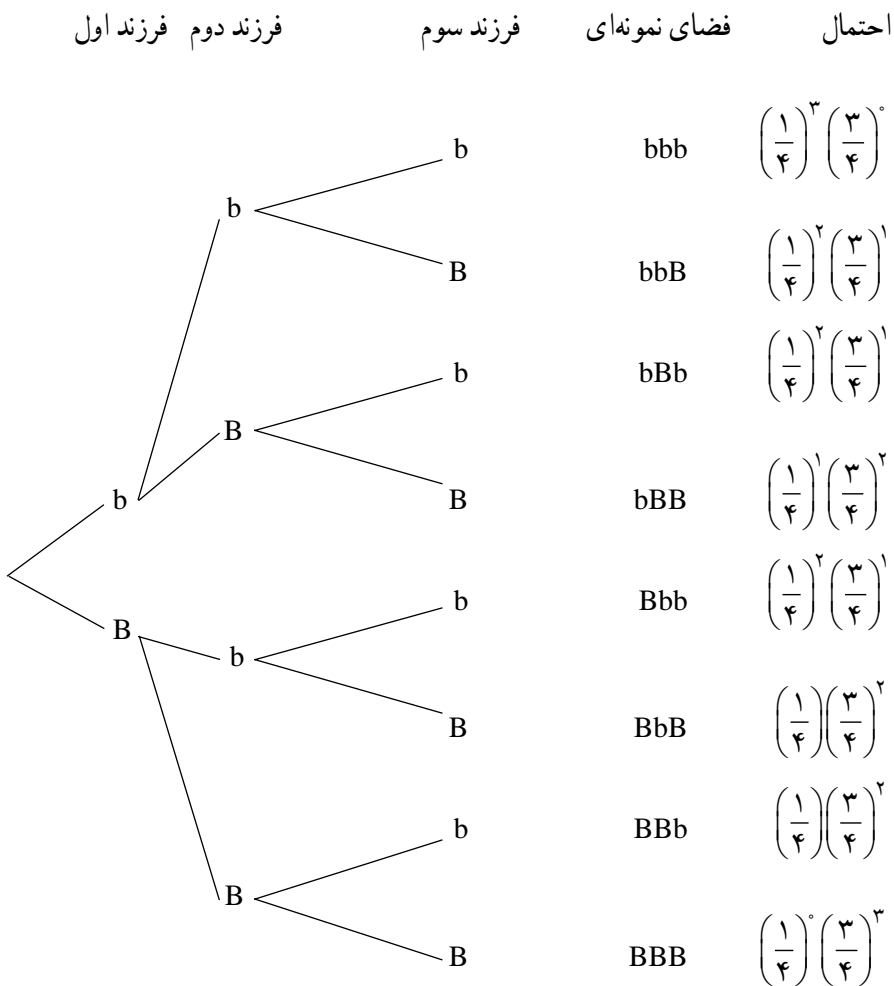 احتمال فضای نمونه‌ای فرزند سوم فرزند دوم فرزند اول
b bbb (۱/۴)^۳ (۳/۴)^۰
b
B bbB (۱/۴)^۲ (۳/۴)^۱
b bBb (۱/۴)^۲ (۳/۴)^۱
B
b B bBB (۱/۴)^۱ (۳/۴)^۲
b Bbb (۱/۴)^۲ (۳/۴)^۱
B
b
B BbB (۱/۴)(۳/۴)^۲
b BBb (۱/۴)(۳/۴)^۲
B
B BBB (۱/۴)^۰ (۳/۴)^۳